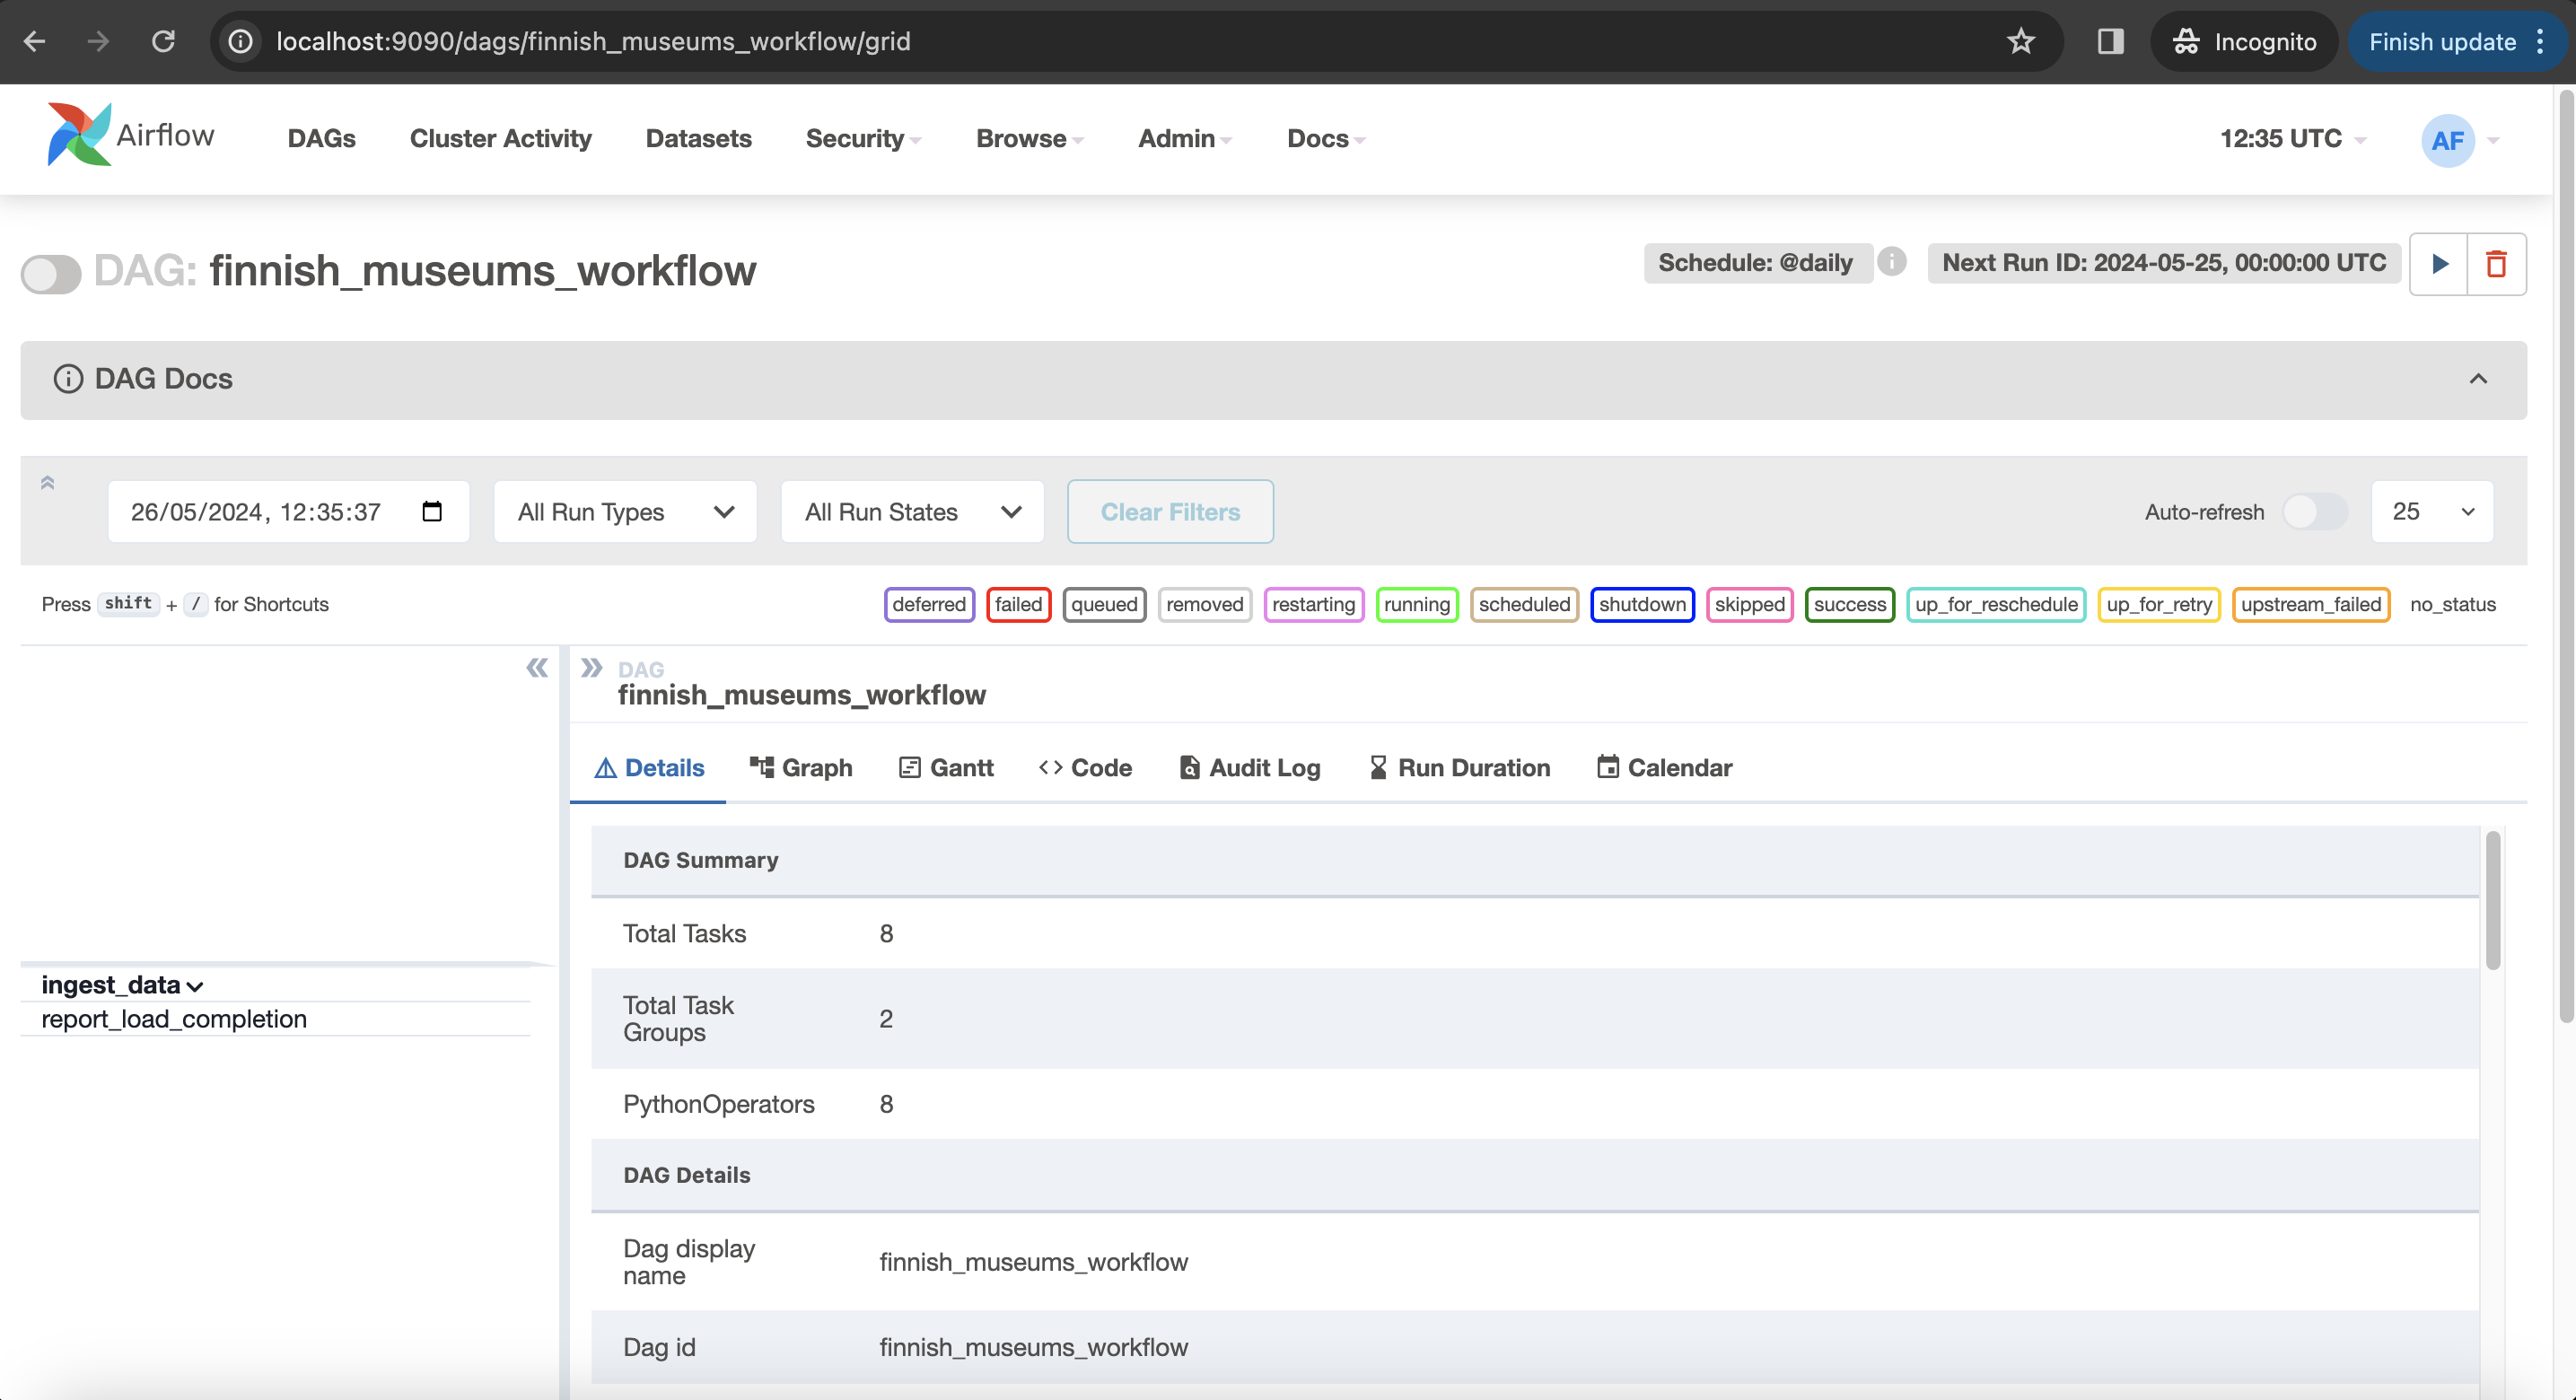 localhost:9090/dags/finnish_museums_workflow/grid
Incognito
Finish update
Airflow
DAGs
Cluster Activity
Datasets
Security
Browse
Admin
Docs
12:35 UTC
AF
DAG: finnish_museums_workflow
Schedule: @daily
Next Run ID: 2024-05-25, 00:00:00 UTC
DAG Docs
26/05/2024, 12:35:37
All Run Types
All Run States
Clear Filters
Auto-refresh
25
Press shift + / for Shortcuts
deferred
failed
queued
removed
restarting
running
scheduled
shutdown
skipped
success
up_for_reschedule
up_for_retry
upstream_failed
no_status
ingest_data
report_load_completion
DAG
finnish_museums_workflow
Details
Graph
Gantt
Code
Audit Log
Run Duration
Calendar
DAG Summary
Total Tasks 8
Total Task
Groups
2
PythonOperators 8
DAG Details
Dag display
name
finnish_museums_workflow
Dag id finnish_museums_workflow